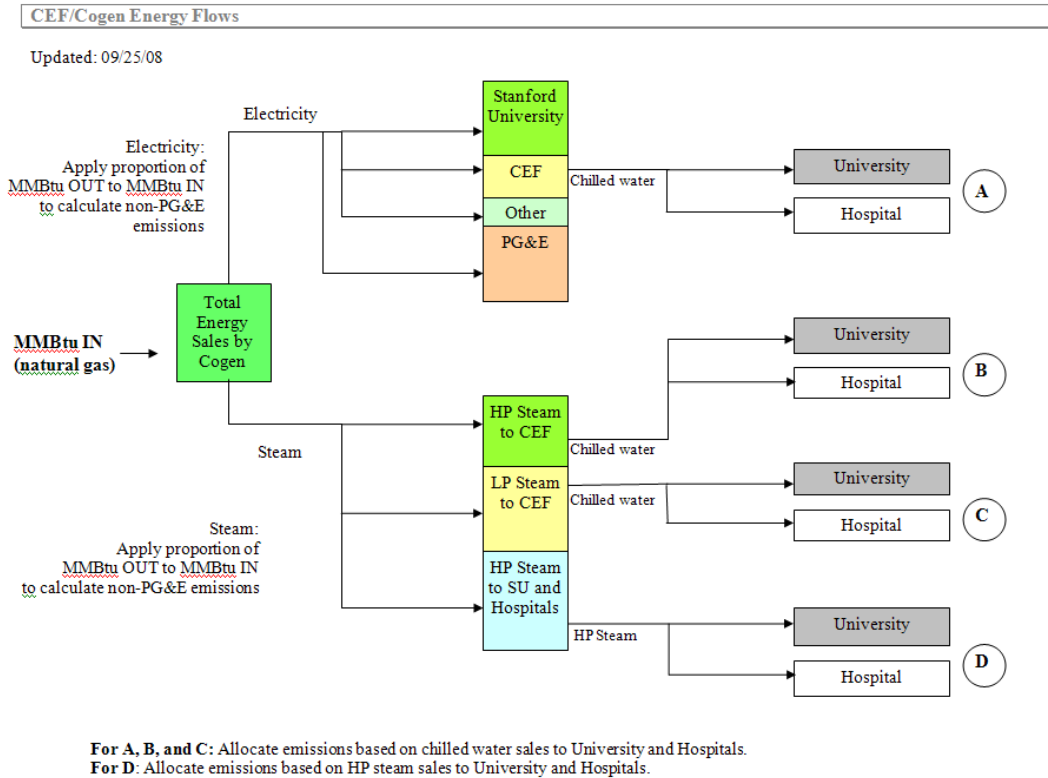 CEF/Cogen Energy Flows
Updated: 09/25/08
Electricity
Electricity:
Apply proportion of
MMBtu OUT to MMBtu IN
to calculate non-PG&E
emissions
Stanford
University
CEF
Other
PG&E
Chilled water
University
Hospital
A
MMBtu IN
(natural gas)
Total
Energy
Sales by
Cogen
Steam
Steam:
Apply proportion of
MMBtu OUT to MMBtu IN
to calculate non-PG&E emissions
HP Steam
to CEF
Chilled water
University
Hospital
B
LP Steam
to CEF
Chilled water
University
Hospital
C
HP Steam
to SU and
Hospitals
HP Steam
University
Hospital
D
For A, B, and C: Allocate emissions based on chilled water sales to University and Hospitals.
For D: Allocate emissions based on HP steam sales to University and Hospitals.